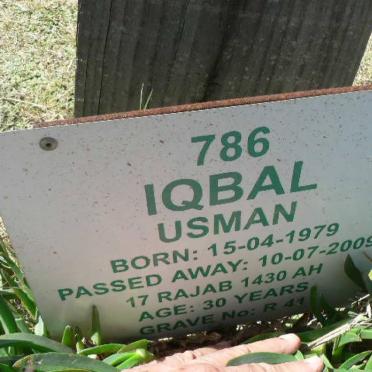 786
IQBAL
USMAN
BORN: 15-04-1979
PASSED AWAY: 10-07-2009
17 RAJAB 1430 AH
AGE: 30 YEARS
GRAVE No: R 41